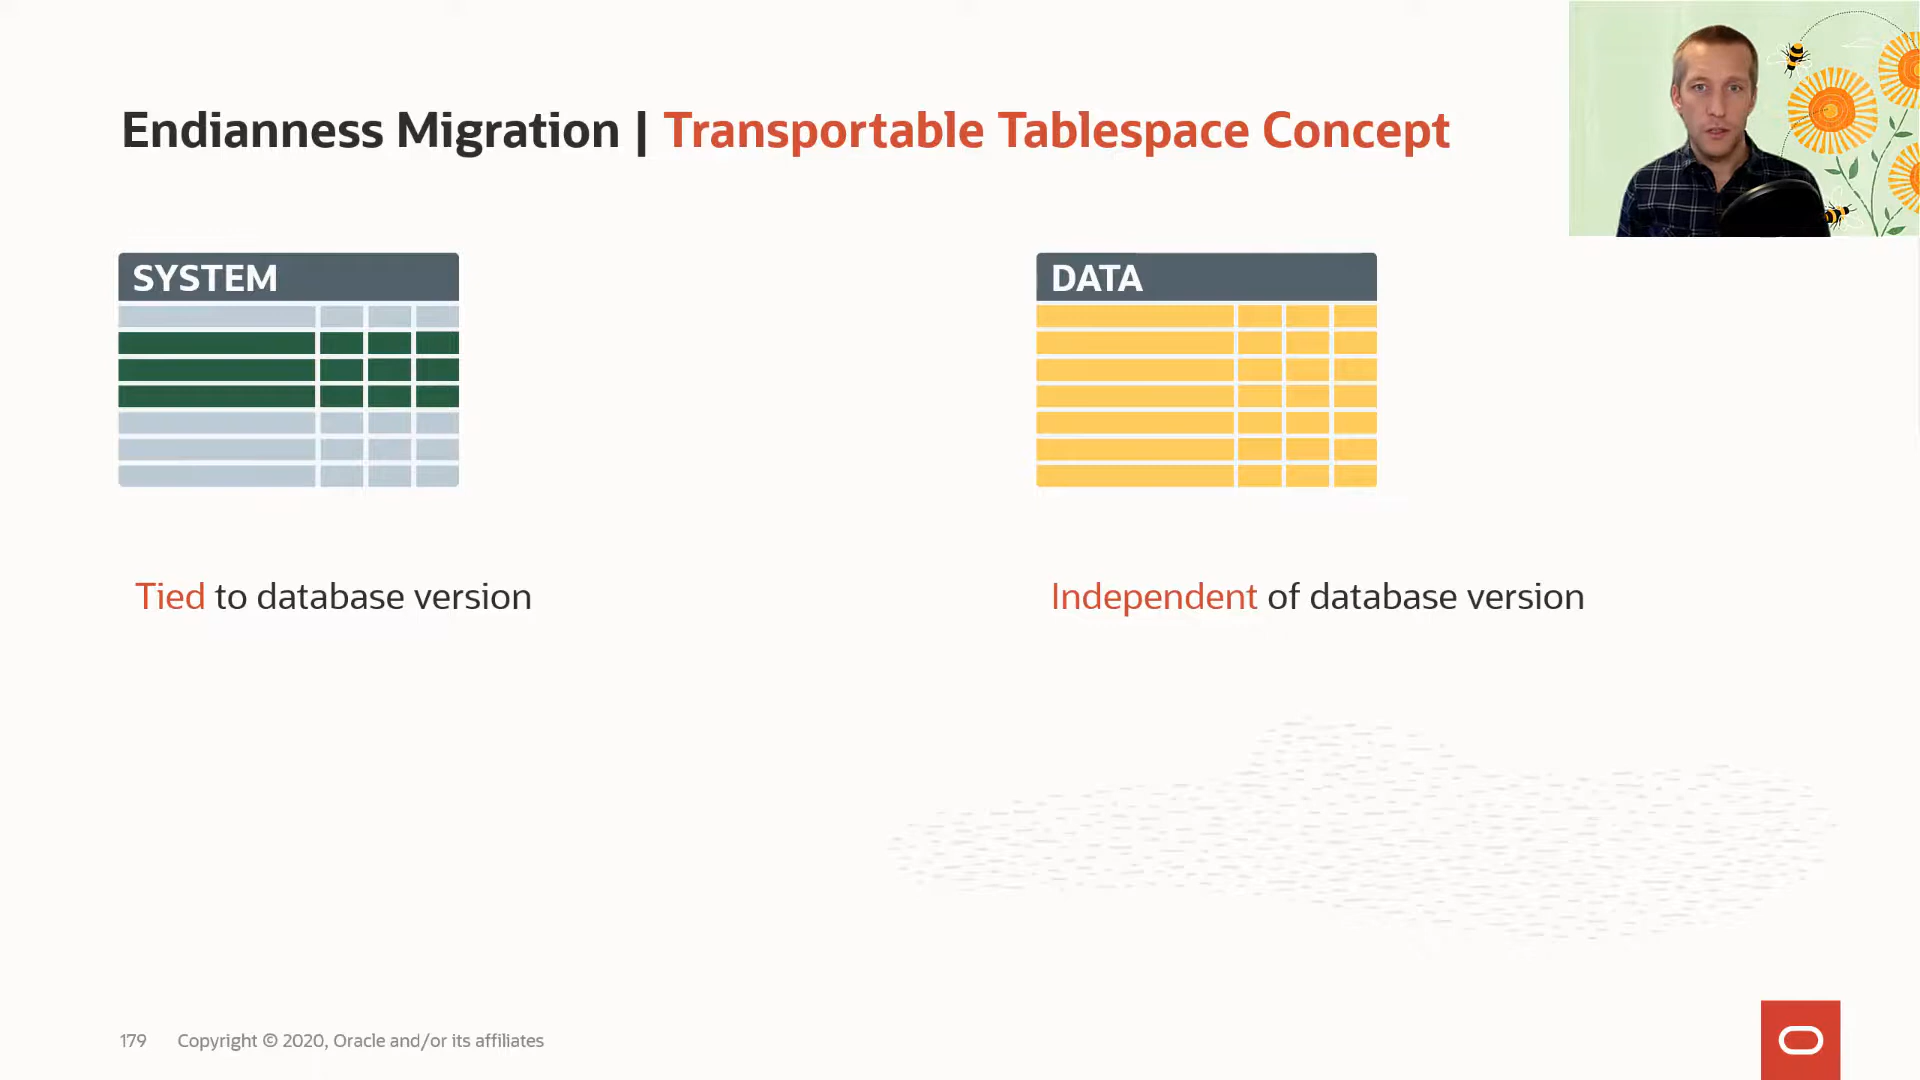 Endianness Migration | Transportable Tablespace Concept
SYSTEM
DATA
Tied to database version
Independent of database version
179 Copyright © 2020, Oracle and/or its affiliates